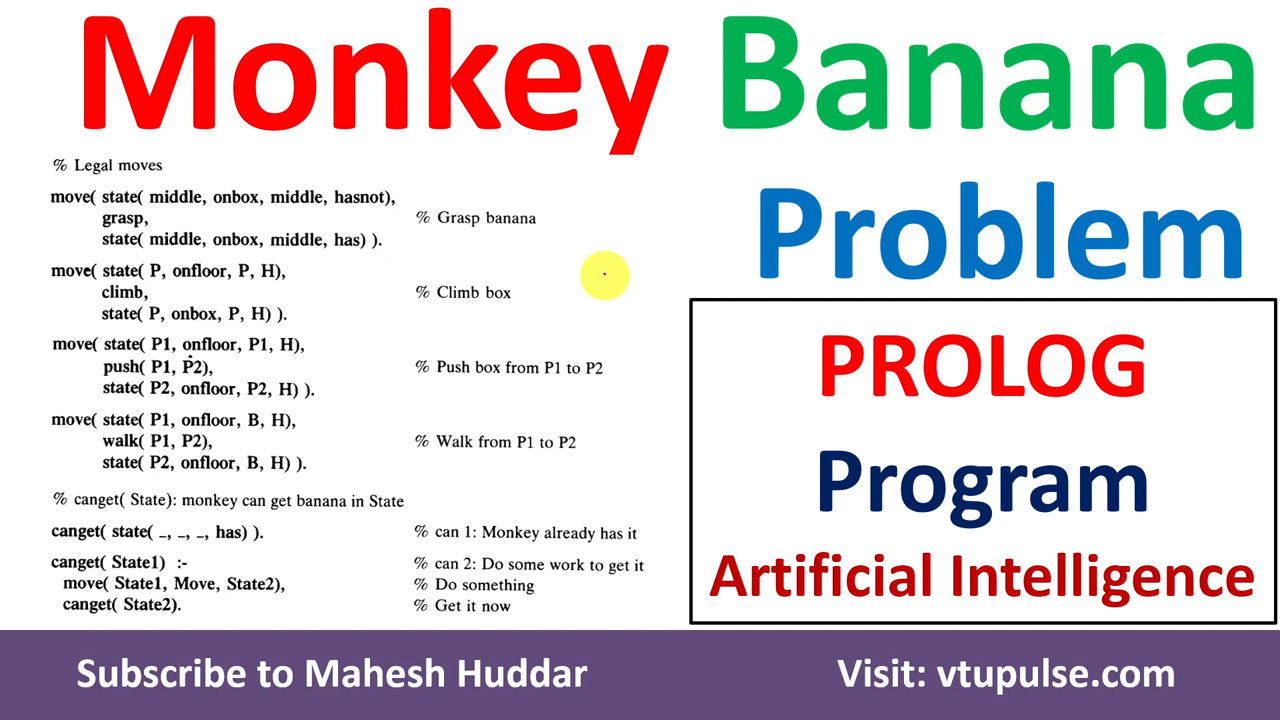 Monkey Banana
Problem
% Legal moves
move( state( middle, onbox, middle, hasnot),
grasp, % Grasp banana
state( middle, onbox, middle, has) ).
move( state( P, onfloor, P, H),
climb, % Climb box
state( P, onbox, P, H) ).
move( state( P1, onfloor, P1, H),
push( P1, P2), % Push box from P1 to P2
state( P2, onfloor, P2, H) ).
move( state( P1, onfloor, B, H),
walk( P1, P2), % Walk from P1 to P2
state( P2, onfloor, B, H) ).
% canget( State): monkey can get banana in State
canget( state( _, _, _, has) ). % can 1: Monkey already has it
canget( State1) :- % can 2: Do some work to get it
move( State1, Move, State2), % Do something
canget( State2). % Get it now
PROLOG
Program
Artificial Intelligence
Subscribe to Mahesh Huddar
Visit: vtupulse.com